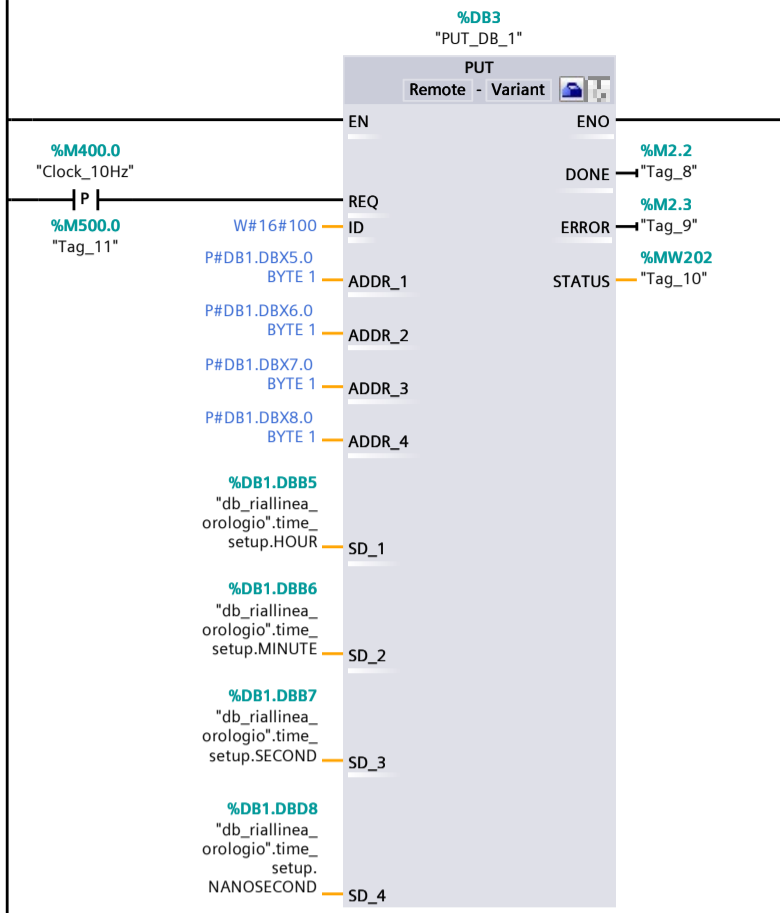 %DB3
"PUT_DB_1"
PUT
Remote - Variant
EN
ENO
%M400.0
"Clock_10Hz"
P
%M500.0
"Tag_11"
REQ
DONE
%M2.2
"Tag_8"
W#16#100
ID
ERROR
%M2.3
"Tag_9"
P#DB1.DBX5.0
BYTE 1
ADDR_1
STATUS
%MW202
"Tag_10"
P#DB1.DBX6.0
BYTE 1
ADDR_2
P#DB1.DBX7.0
BYTE 1
ADDR_3
P#DB1.DBX8.0
BYTE 1
ADDR_4
%DB1.DBB5
"db_riallinea_
orologio".time_
setup.HOUR
SD_1
%DB1.DBB6
"db_riallinea_
orologio".time_
setup.MINUTE
SD_2
%DB1.DBB7
"db_riallinea_
orologio".time_
setup.SECOND
SD_3
%DB1.DBD8
"db_riallinea_
orologio".time_
setup.
NANOSECOND
SD_4